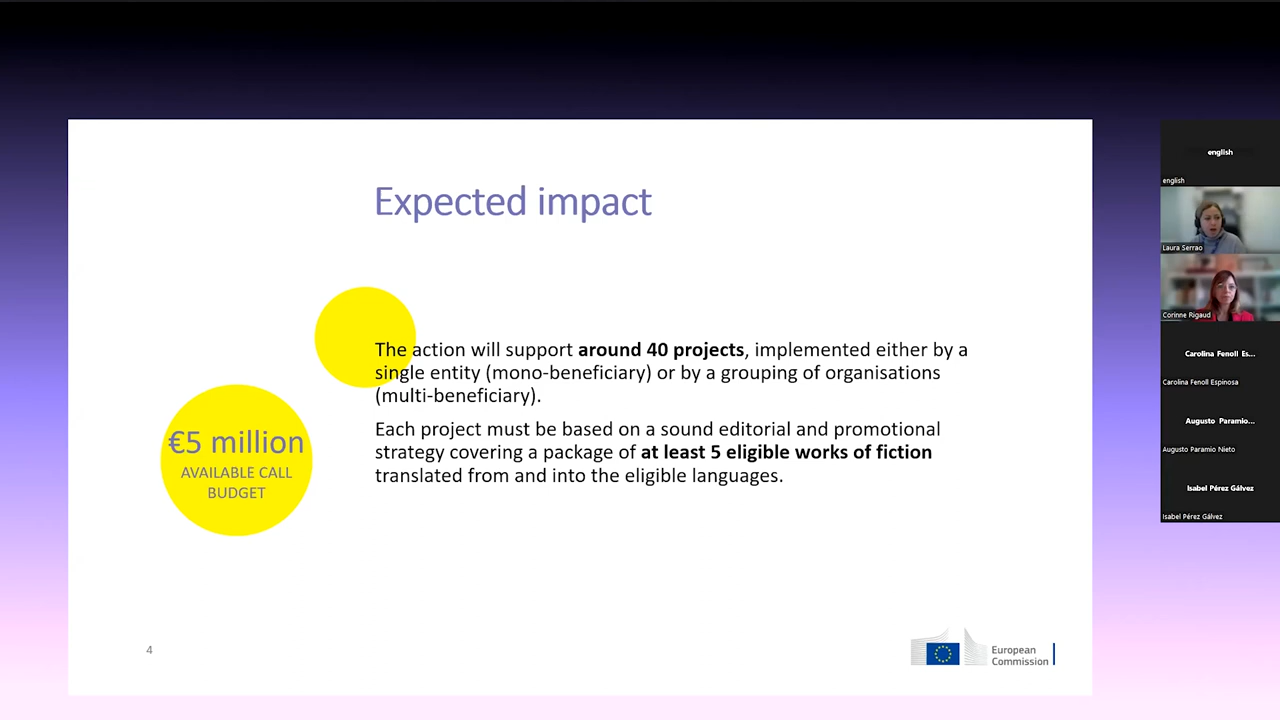 Expected impact
The action will support around 40 projects, implemented either by a
single entity (mono-beneficiary) or by a grouping of organisations
(multi-beneficiary).
Each project must be based on a sound editorial and promotional
strategy covering a package of at least 5 eligible works of fiction
translated from and into the eligible languages.
€5 million
AVAILABLE CALL
BUDGET
4
European
Commission
english
english
Laura Serrao
Corinne Rigaud
Carolina Fenoll Es...
Carolina Fenoll Espinosa
Augusto Paramio...
Augusto Paramio Nieto
Isabel Pérez Gálvez
Isabel Pérez Gálvez